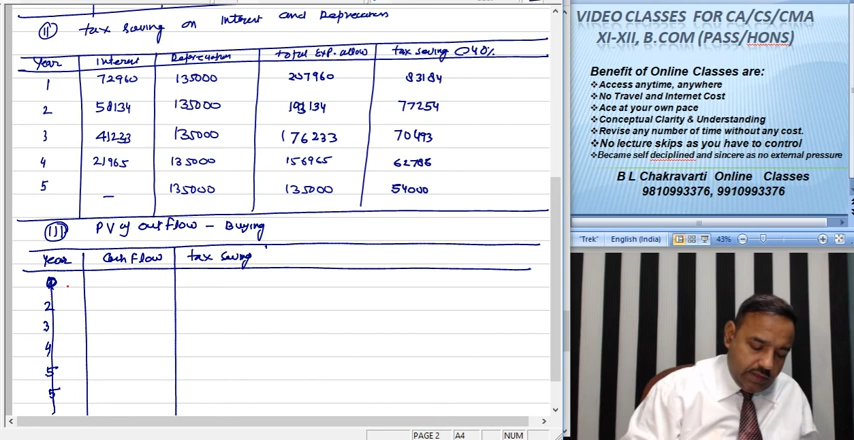 II tax saving on Interest and Depreciation
Year Interest Depreciation total Exp. allow tax saving @40%
1 72960 135000 207960 83184
2 58134 135000 193134 77254
3 41233 135000 176233 70493
4 21965 135000 156965 62786
5 – 135000 135000 54000
III PV of outflow – Buying
Year Cash flow tax saving
2
3
4
5
5
PAGE 2 A4 NUM
VIDEO CLASSES FOR CA/CS/CMA
XI-XII, B.COM (PASS/HONS)
Benefit of Online Classes are:
❖Access anytime, anywhere
❖No Travel and Internet Cost
❖Ace at your own pace
❖Conceptual Clarity & Understanding
❖Revise any number of time without any cost.
❖No lecture skips as you have to control
❖Became self deciplined and sincere as no external pressure
B L Chakravarti Online Classes
9810993376, 9910993376
"Trek" English (India) 43%